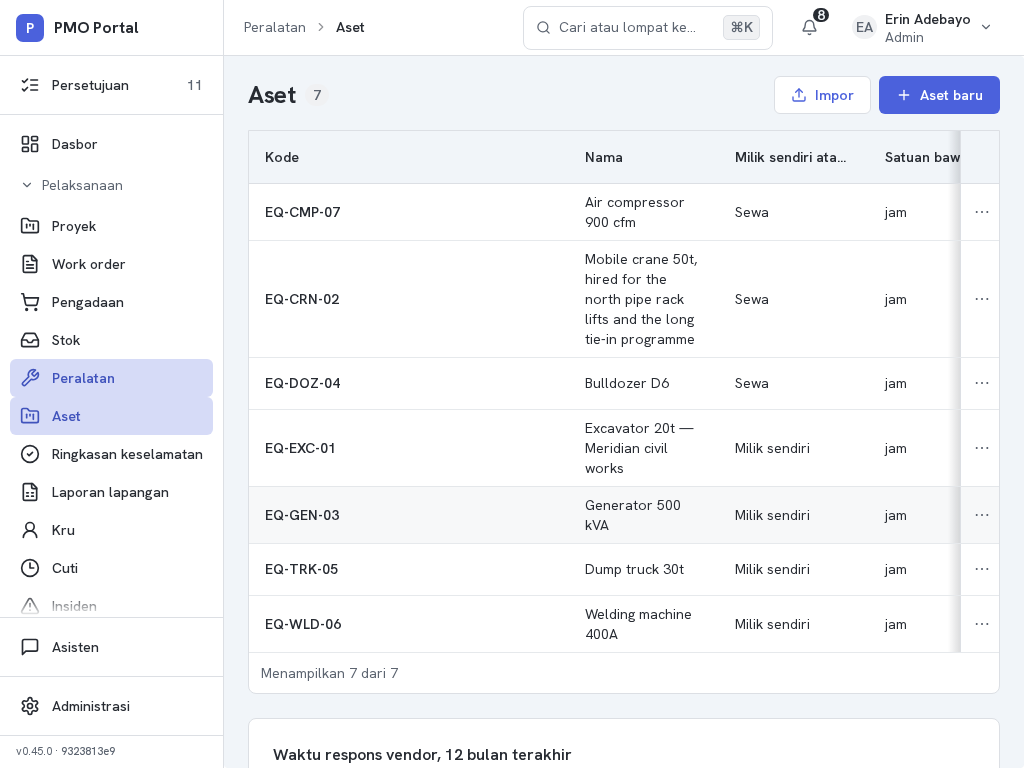 P PMO Portal
Peralatan > Aset
Cari atau lompat ke... ⌘K
8
EA Erin Adebayo
Admin
Persetujuan 11
Dasbor
Pelaksanaan
Proyek
Work order
Pengadaan
Stok
Peralatan
Aset
Ringkasan keselamatan
Laporan lapangan
Kru
Cuti
Insiden
Asisten
Administrasi
v0.45.0 · 9323813e9
Aset 7
Impor
Aset baru
Kode Nama Milik sendiri ata... Satuan baw
EQ-CMP-07 Air compressor
900 cfm Sewa jam ...
EQ-CRN-02 Mobile crane 50t,
hired for the
north pipe rack
lifts and the long
tie-in programme Sewa jam ...
EQ-DOZ-04 Bulldozer D6 Sewa jam ...
EQ-EXC-01 Excavator 20t —
Meridian civil
works Milik sendiri jam ...
EQ-GEN-03 Generator 500
kVA Milik sendiri jam ...
EQ-TRK-05 Dump truck 30t Milik sendiri jam ...
EQ-WLD-06 Welding machine
400A Milik sendiri jam ...
Menampilkan 7 dari 7
Waktu respons vendor, 12 bulan terakhir